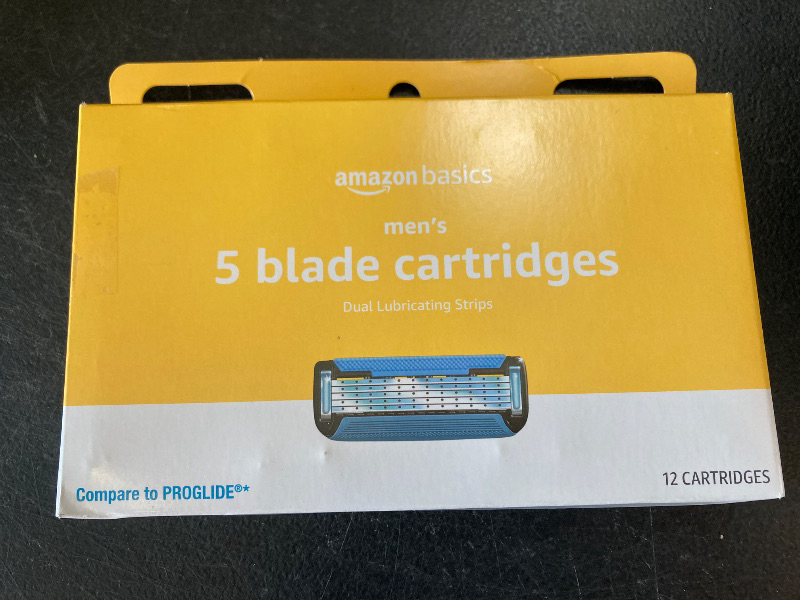 amazon basics
men's
5 blade cartridges
Dual Lubricating Strips
Compare to PROGLIDE®*
12 CARTRIDGES